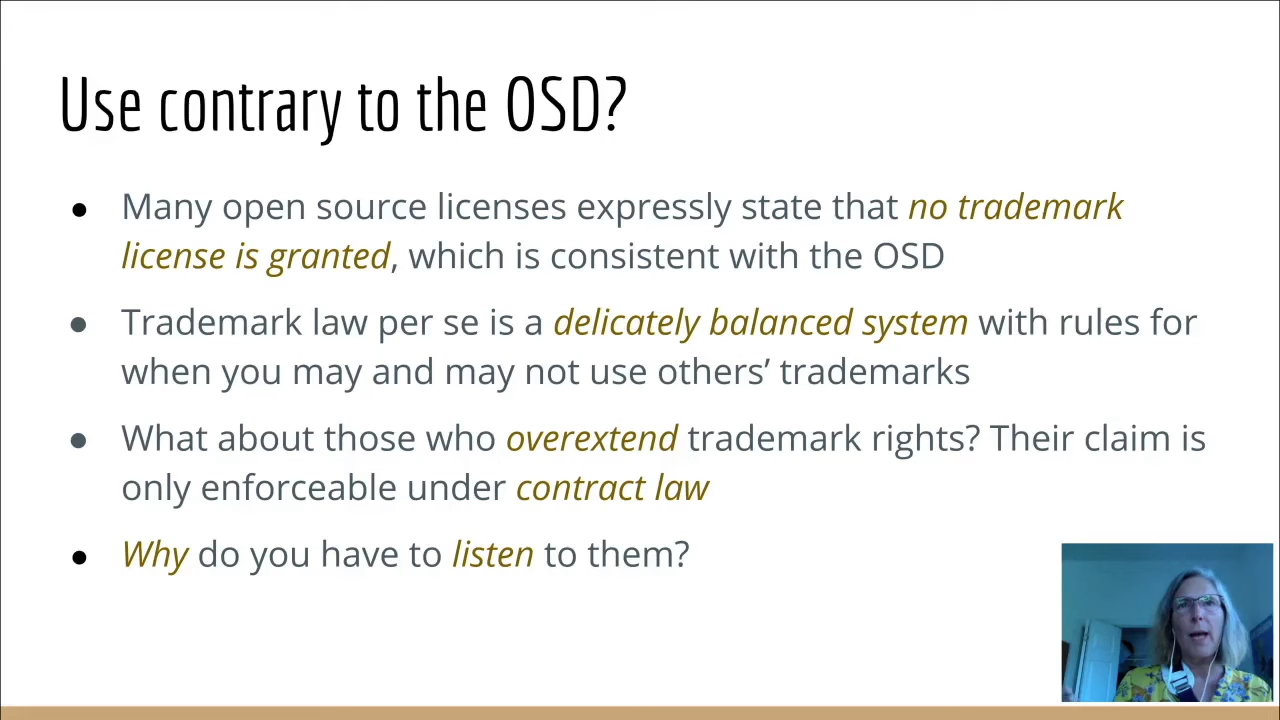 Use contrary to the OSD?
● Many open source licenses expressly state that no trademark
license is granted, which is consistent with the OSD
● Trademark law per se is a delicately balanced system with rules for
when you may and may not use others’ trademarks
● What about those who overextend trademark rights? Their claim is
only enforceable under contract law
● Why do you have to listen to them?